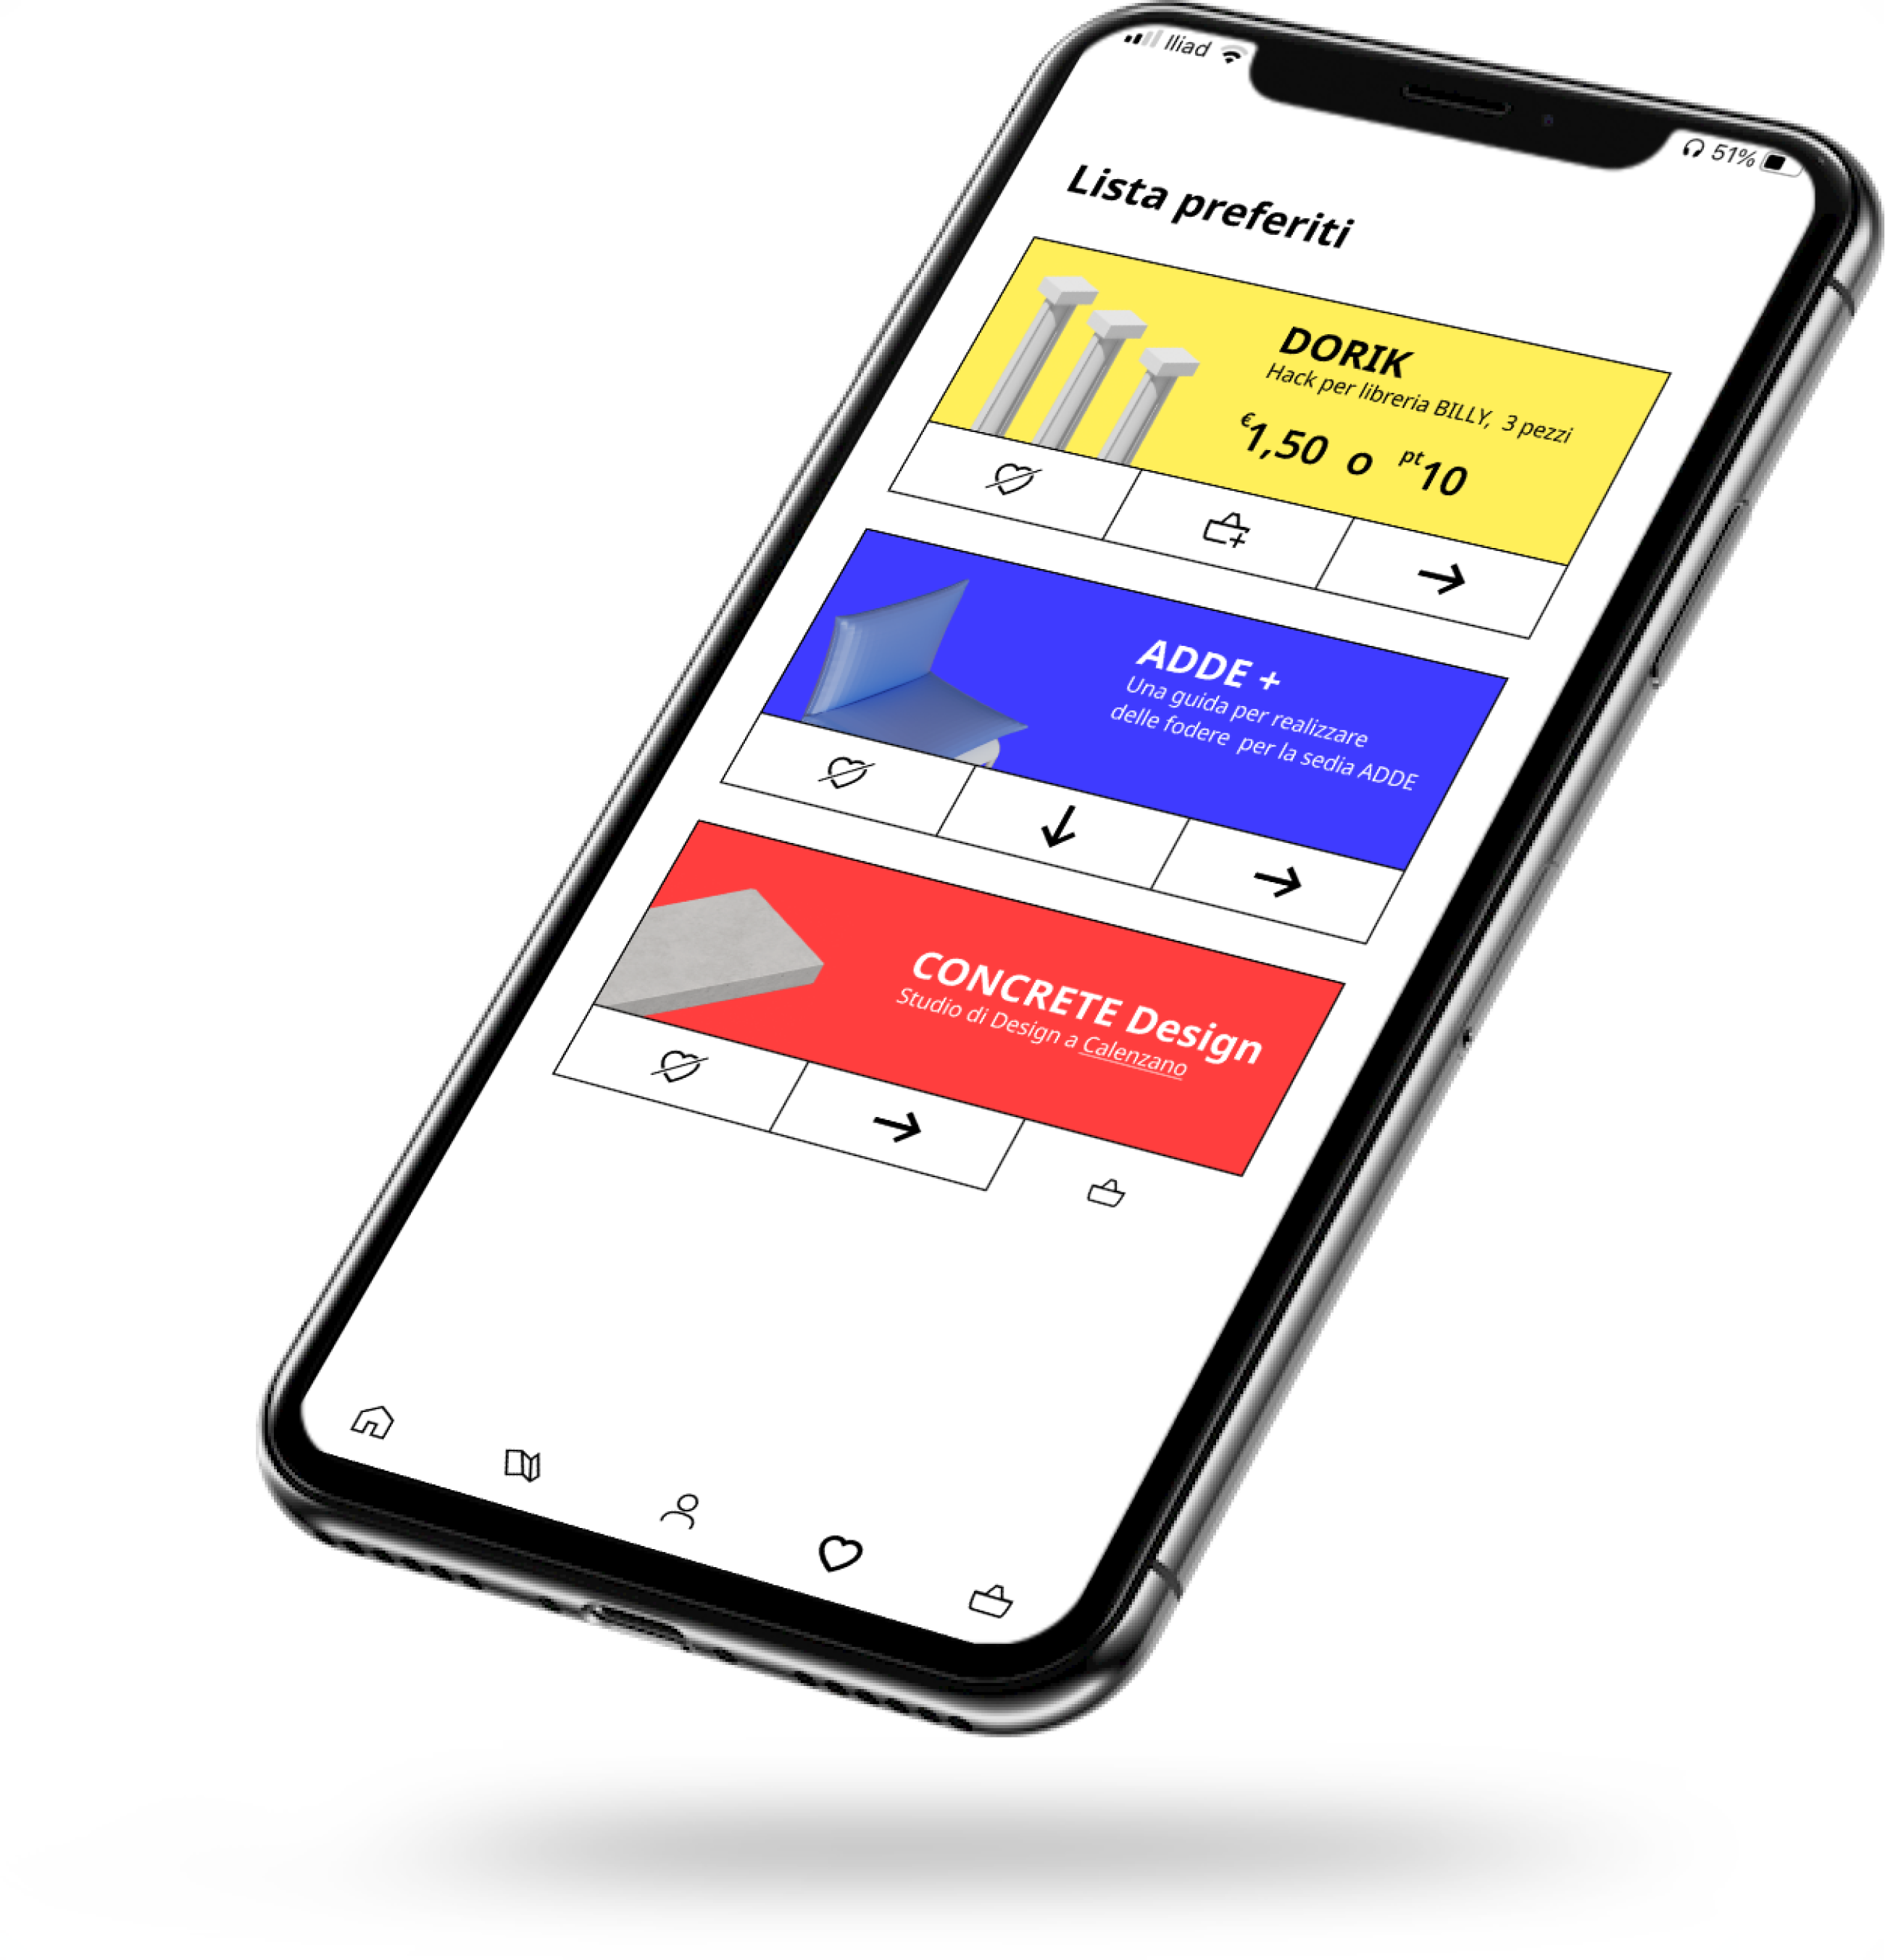 Iliad
51%
Lista preferiti
DORIK
Hack per libreria BILLY, 3 pezzi
€1,50 o pt10
ADDE +
Una guida per realizzare
delle fodere per la sedia ADDE
CONCRETE Design
Studio di Design a Calenzano